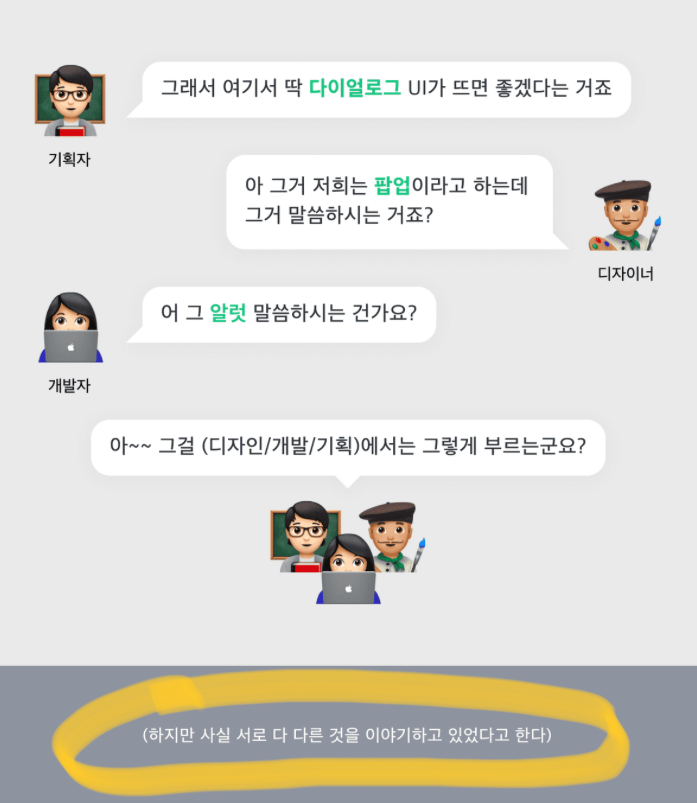 그래서 여기서 딱 다이얼로그 UI가 뜨면 좋겠다는 거죠
기획자
아 그거 저희는 팝업이라고 하는데
그거 말씀하시는 거죠?
디자이너
어 그 알럿 말씀하시는 건가요?
개발자
아~~ 그걸 (디자인/개발/기획)에서는 그렇게 부르는군요?
(하지만 사실 서로 다 다른 것을 이야기하고 있었다고 한다)